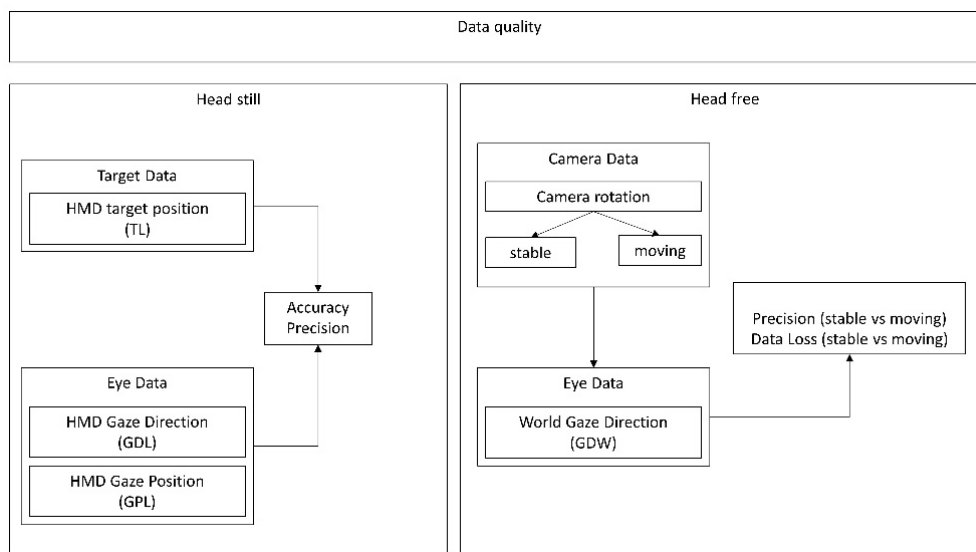 Data quality
Head still
Target Data
HMD target position
(TL)
Accuracy
Precision
Eye Data
HMD Gaze Direction
(GDL)
HMD Gaze Position
(GPL)
Head free
Camera Data
Camera rotation
stable
moving
Precision (stable vs moving)
Data Loss (stable vs moving)
Eye Data
World Gaze Direction
(GDW)